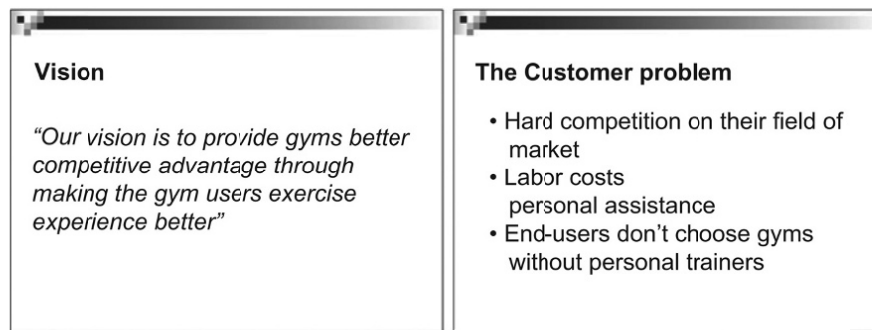 Vision
“Our vision is to provide gyms better
competitive advantage through
making the gym users exercise
experience better”
The Customer problem
• Hard competition on their field of
market
• Labor costs
personal assistance
• End-users don’t choose gyms
without personal trainers